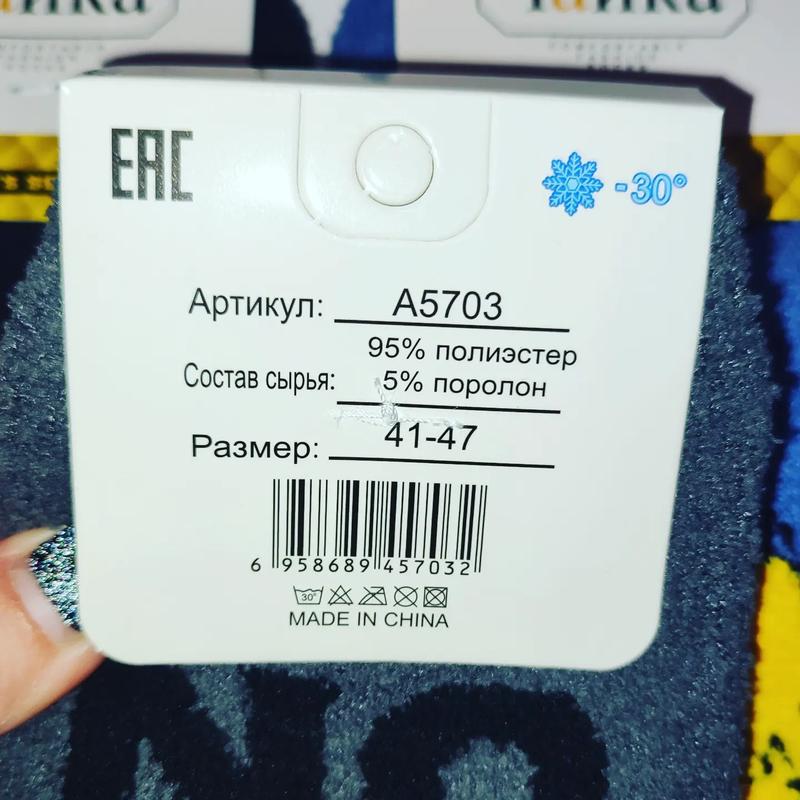 EAC
-30°
Артикул: A5703
95% полиэстер
Состав сырья: 5% поролон
Размер: 41-47
6 958689 457032
30°
MADE IN CHINA